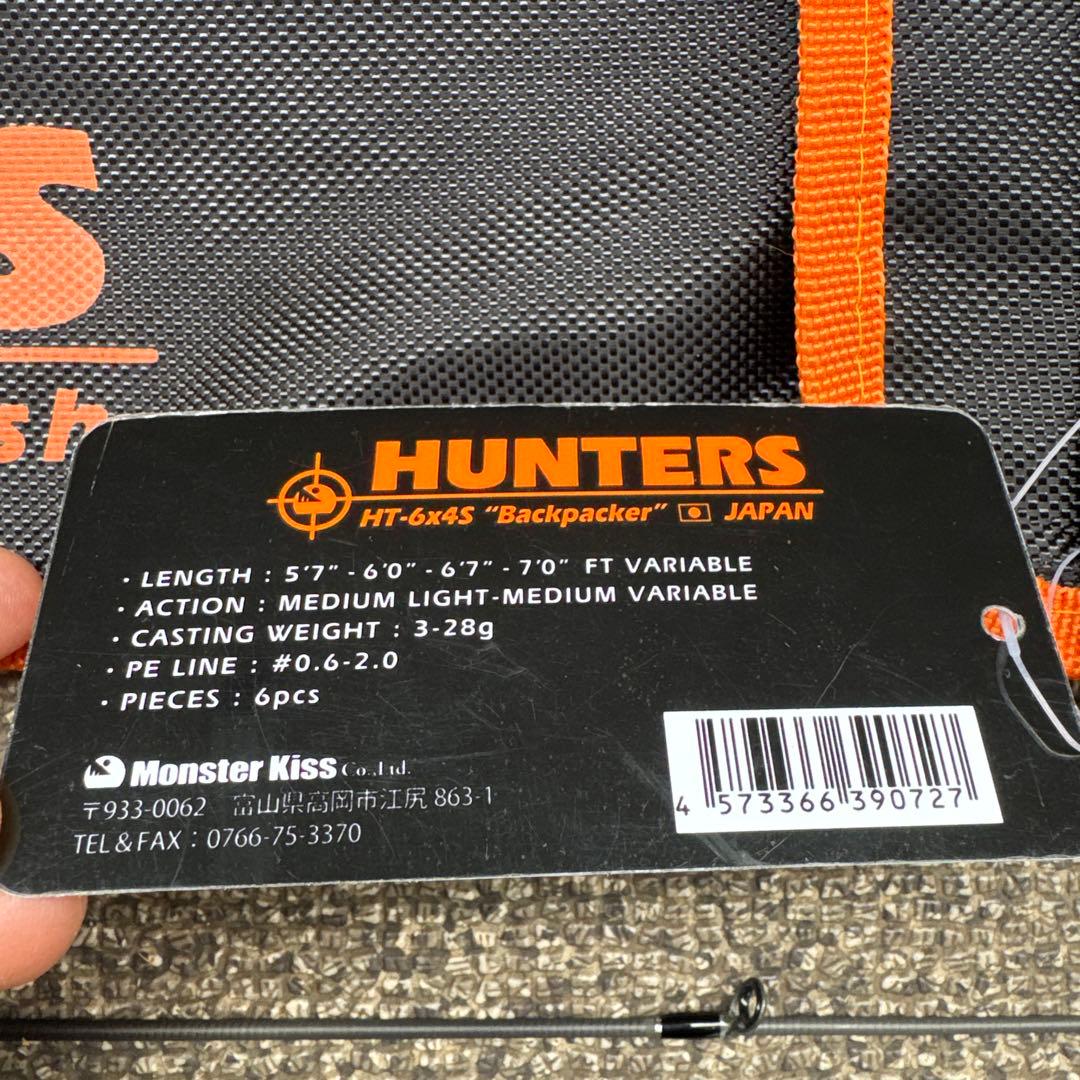 S
sh
HUNTERS
HT-6x4S "Backpacker" JAPAN
· LENGTH : 5'7" - 6'0" - 6'7" - 7'0" FT VARIABLE
· ACTION : MEDIUM LIGHT-MEDIUM VARIABLE
· CASTING WEIGHT : 3-28g
· PE LINE : #0.6-2.0
· PIECES : 6pcs
Monster Kiss Co.,Ltd.
〒933-0062 富山県高岡市江尻 863-1
TEL & FAX : 0766-75-3370
4 573366 390727